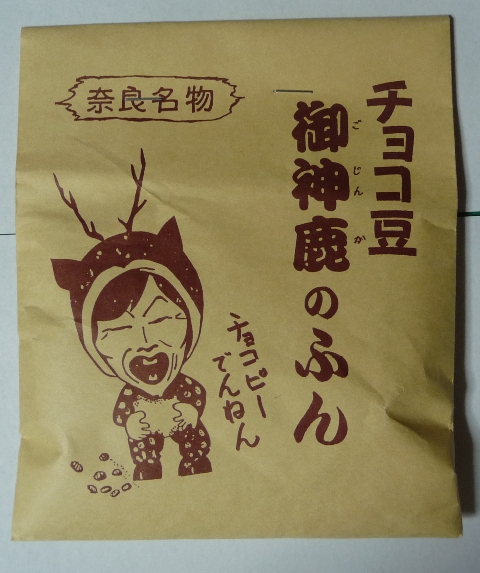 奈良名物
チョコ豆
御神鹿のふん
ごじんか
チョコピー
でんねん